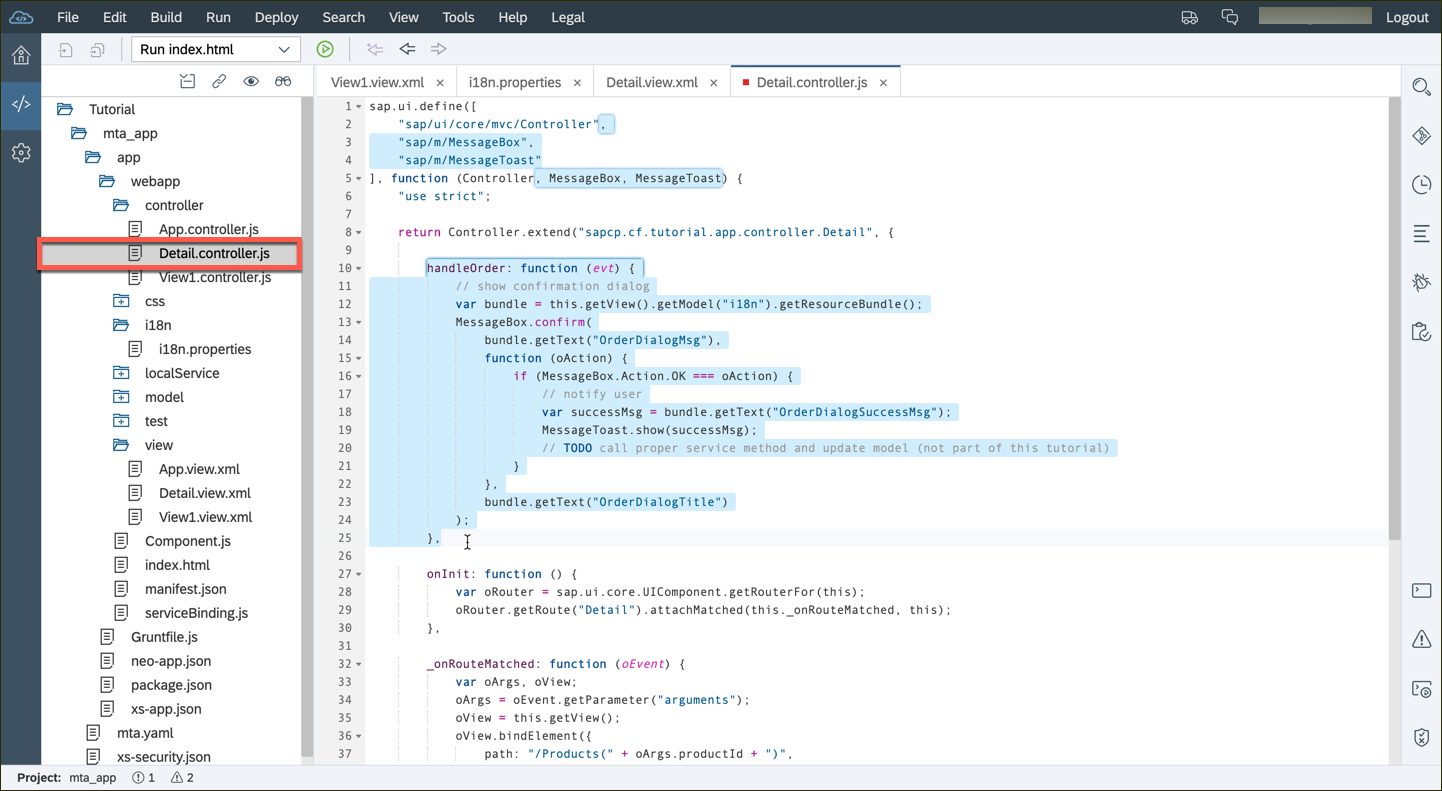 File Edit Build Run Deploy Search View Tools Help Legal Logout
Run index.html
View1.view.xml × i18n.properties × Detail.view.xml × Detail.controller.js ×
Tutorial
mta_app
app
webapp
controller
App.controller.js
Detail.controller.js
View1.controller.js
css
i18n
i18n.properties
localService
model
test
view
App.view.xml
Detail.view.xml
View1.view.xml
Component.js
index.html
manifest.json
serviceBinding.js
Gruntfile.js
neo-app.json
package.json
xs-app.json
mta.yaml
xs-security.json
1 sap.ui.define([
2 "sap/ui/core/mvc/Controller",
3 "sap/m/MessageBox",
4 "sap/m/MessageToast"
5 ], function (Controller, MessageBox, MessageToast) {
6 "use strict";
7
8 return Controller.extend("sapcp.cf.tutorial.app.controller.Detail", {
9
10 handleOrder: function (evt) {
11 // show confirmation dialog
12 var bundle = this.getView().getModel("i18n").getResourceBundle();
13 MessageBox.confirm(
14 bundle.getText("OrderDialogMsg"),
15 function (oAction) {
16 if (MessageBox.Action.OK === oAction) {
17 // notify user
18 var successMsg = bundle.getText("OrderDialogSuccessMsg");
19 MessageToast.show(successMsg);
20 // TODO call proper service method and update model (not part of this tutorial)
21 }
22 },
23 bundle.getText("OrderDialogTitle")
24 );
25 },
26
27 onInit: function () {
28 var oRouter = sap.ui.core.UIComponent.getRouterFor(this);
29 oRouter.getRoute("Detail").attachMatched(this._onRouteMatched, this);
30 },
31
32 _onRouteMatched: function (oEvent) {
33 var oArgs, oView;
34 oArgs = oEvent.getParameter("arguments");
35 oView = this.getView();
36 oView.bindElement({
37 path: "/Products(" + oArgs.productId + ")",
Project: mta_app 1 2